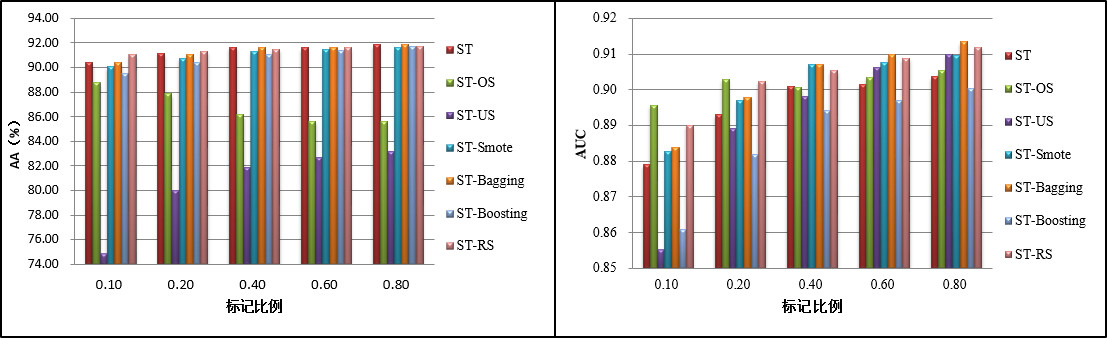 94.00
92.00
90.00
88.00
86.00
84.00
82.00
80.00
78.00
76.00
74.00
AA（%）
0.10 0.20 0.40 0.60 0.80
标记比例
ST
ST-OS
ST-US
ST-Smote
ST-Bagging
ST-Boosting
ST-RS
0.92
0.91
0.90
0.89
0.88
0.87
0.86
0.85
AUC
0.10 0.20 0.40 0.60 0.80
标记比例
ST
ST-OS
ST-US
ST-Smote
ST-Bagging
ST-Boosting
ST-RS